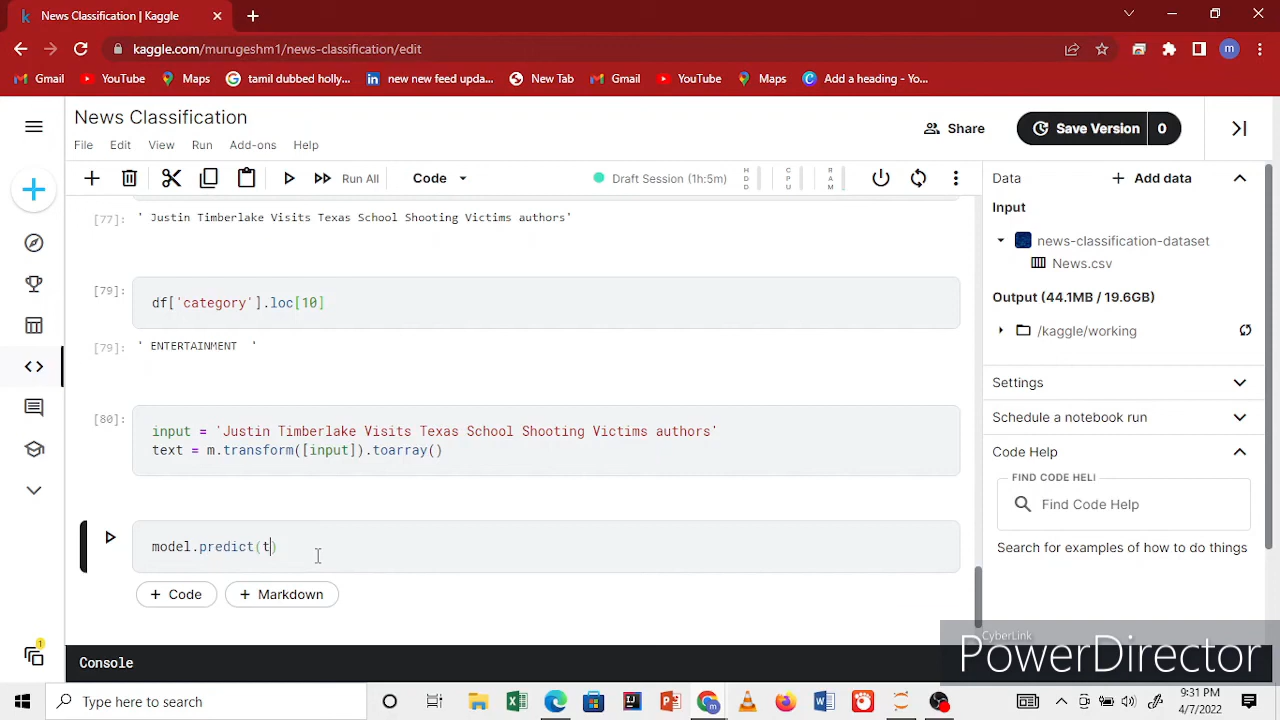 News Classification | Kaggle
kaggle.com/murugeshm1/news-classification/edit
m
Gmail YouTube Maps tamil dubbed holly... new new feed upda... New Tab Gmail YouTube Maps Add a heading - Yo...
News Classification
File Edit View Run Add-ons Help
Share
Save Version 0
Run All
Code
Draft Session (1h:5m)
HDD
CPU
RAM
[77]: ' Justin Timberlake Visits Texas School Shooting Victims authors'
[79]: df['category'].loc[10]
[79]: ' ENTERTAINMENT  '
[80]: input = 'Justin Timberlake Visits Texas School Shooting Victims authors'
text = m.transform([input]).toarray()
model.predict(t)
+ Code + Markdown
Console
Data
+ Add data
Input
news-classification-dataset
News.csv
Output (44.1MB / 19.6GB)
/kaggle/working
Settings
Schedule a notebook run
Code Help
FIND CODE HELI
Find Code Help
Search for examples of how to do things
CyberLink
PowerDirector
1
Type here to search
9:31 PM
4/7/2022